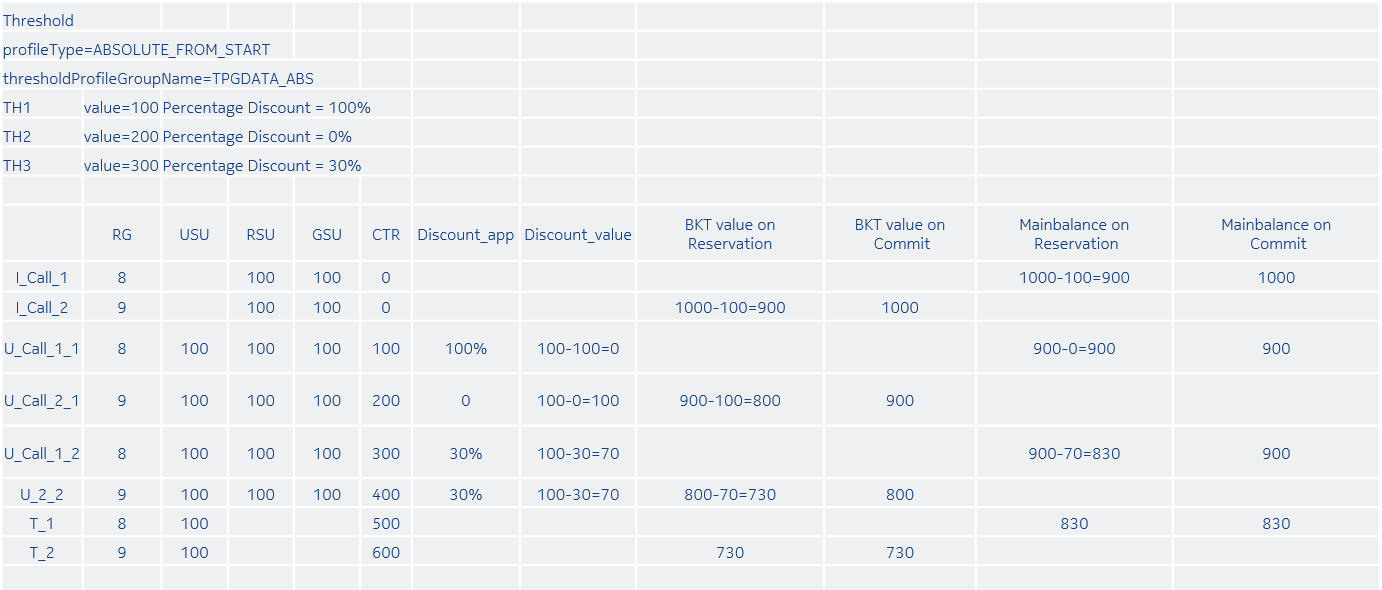 Threshold
profileType=ABSOLUTE_FROM_START
thresholdProfileGroupName=TPGDATA_ABS
TH1 value=100 Percentage Discount = 100%
TH2 value=200 Percentage Discount = 0%
TH3 value=300 Percentage Discount = 30%
RG USU RSU GSU CTR Discount_app Discount_value BKT value on Reservation BKT value on Commit Mainbalance on Reservation Mainbalance on Commit
I_Call_1 8 100 100 0 1000-100=900 1000
I_Call_2 9 100 100 0 1000-100=900 1000
U_Call_1_1 8 100 100 100 100 100% 100-100=0 900-0=900 900
U_Call_2_1 9 100 100 100 200 0 100-0=100 900-100=800 900
U_Call_1_2 8 100 100 100 300 30% 100-30=70 900-70=830 900
U_2_2 9 100 100 100 400 30% 100-30=70 800-70=730 800
T_1 8 100 500 830 830
T_2 9 100 600 730 730